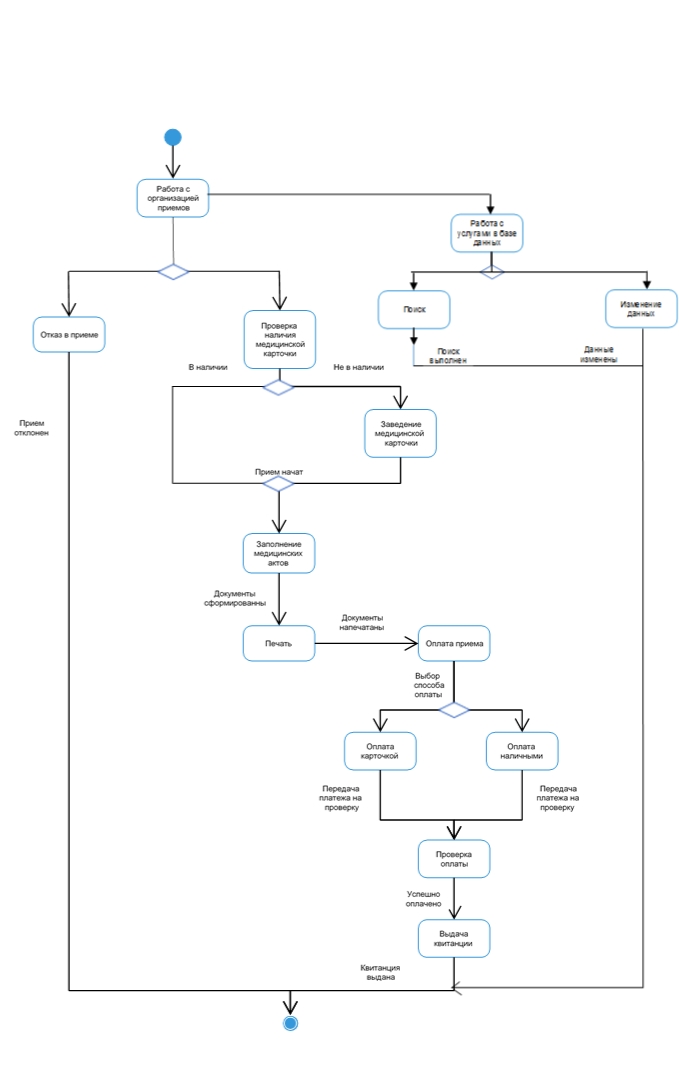 Работа с
организацией
приемов
Работа с
услугами в базе
данных
Отказ в приеме
Проверка
наличия
медицинской
карточки
Поиск
Изменение
данных
Поиск
выполнен
Данные
изменены
В наличии
Не в наличии
Прием
отклонен
Заведение
медицинской
карточки
Прием начат
Заполнение
медицинских
актов
Документы
сформированны
Печать
Документы
напечатаны
Оплата приема
Выбор
способа
оплаты
Оплата
карточкой
Оплата
наличными
Передача
платежа на
проверку
Передача
платежа на
проверку
Проверка
оплаты
Успешно
оплачено
Выдача
квитанции
Квитанция
выдана